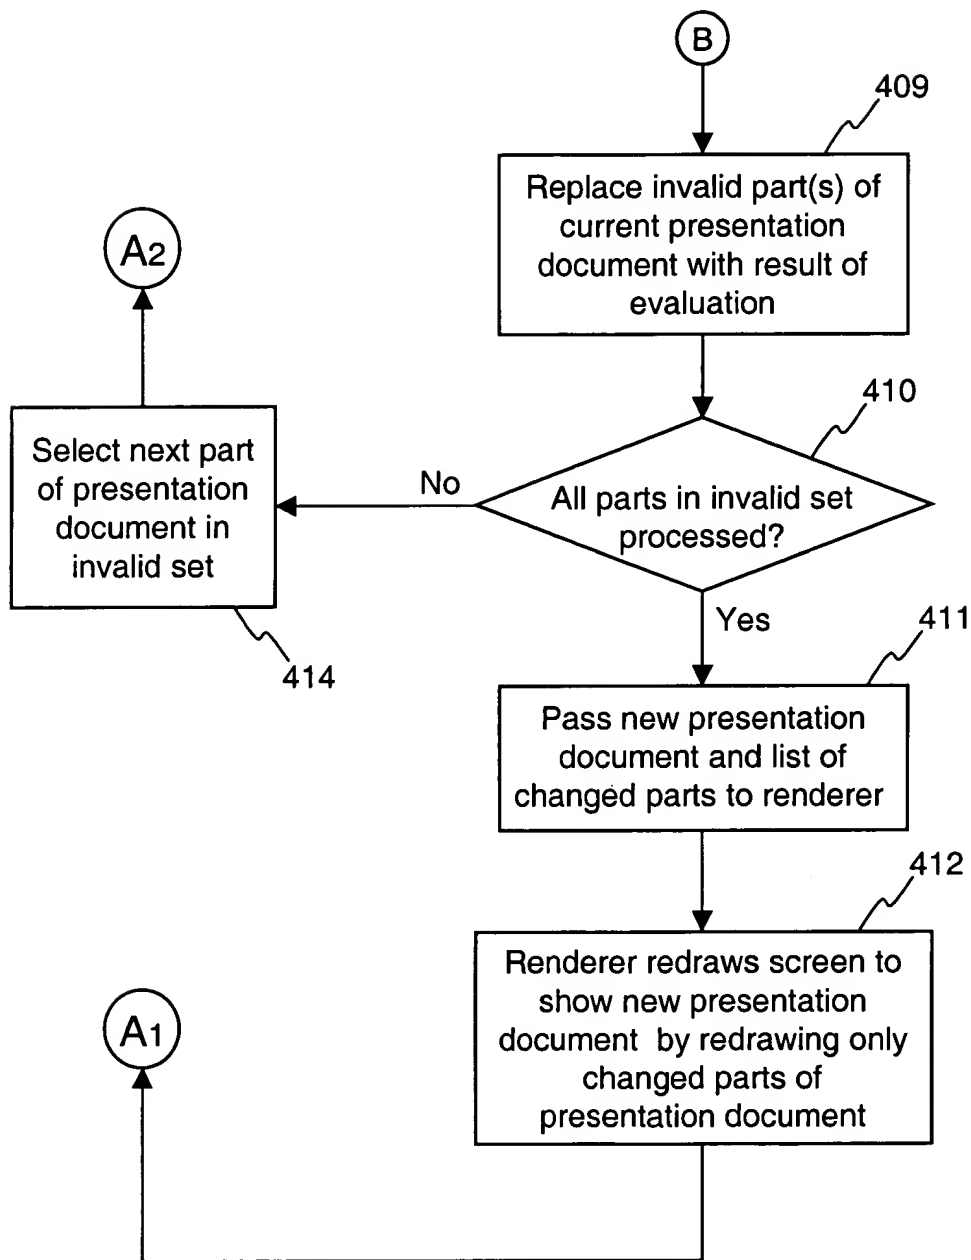 B
409
Replace invalid part(s) of
current presentation
document with result of
evaluation
A2
410
All parts in invalid set
processed?
No
Select next part
of presentation
document in
invalid set
414
Yes
411
Pass new presentation
document and list of
changed parts to renderer
412
Renderer redraws screen to
show new presentation
document by redrawing only
changed parts of
presentation document
A1